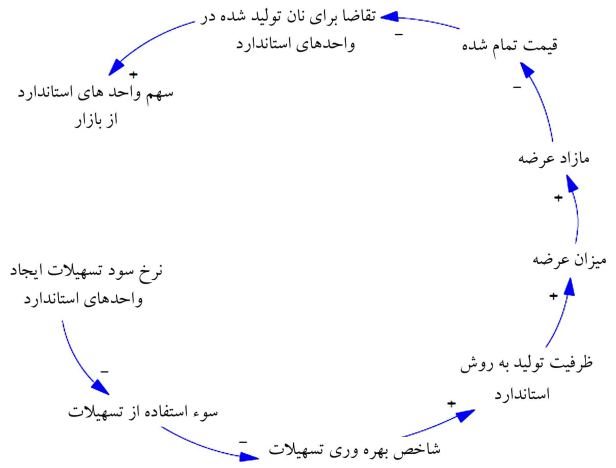 تقاضا برای نان تولید شده در
واحدهای استاندارد
قیمت تمام شده
سهم واحد های استاندارد
از بازار
مازاد عرضه
میزان عرضه
نرخ سود تسهیلات ایجاد
واحدهای استاندارد
ظرفیت تولید به روش
استاندارد
سوء استفاده از تسهیلات
شاخص بهره وری تسهیلات